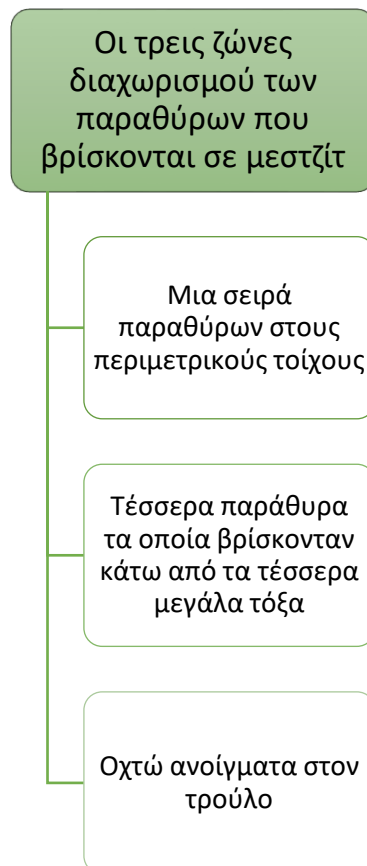 Οι τρεις ζώνες
διαχωρισμού των
παραθύρων που
βρίσκονται σε μεστζίτ
Μια σειρά
παραθύρων στους
περιμετρικούς τοίχους
Τέσσερα παράθυρα
τα οποία βρίσκονταν
κάτω από τα τέσσερα
μεγάλα τόξα
Οχτώ ανοίγματα στον
τρούλο